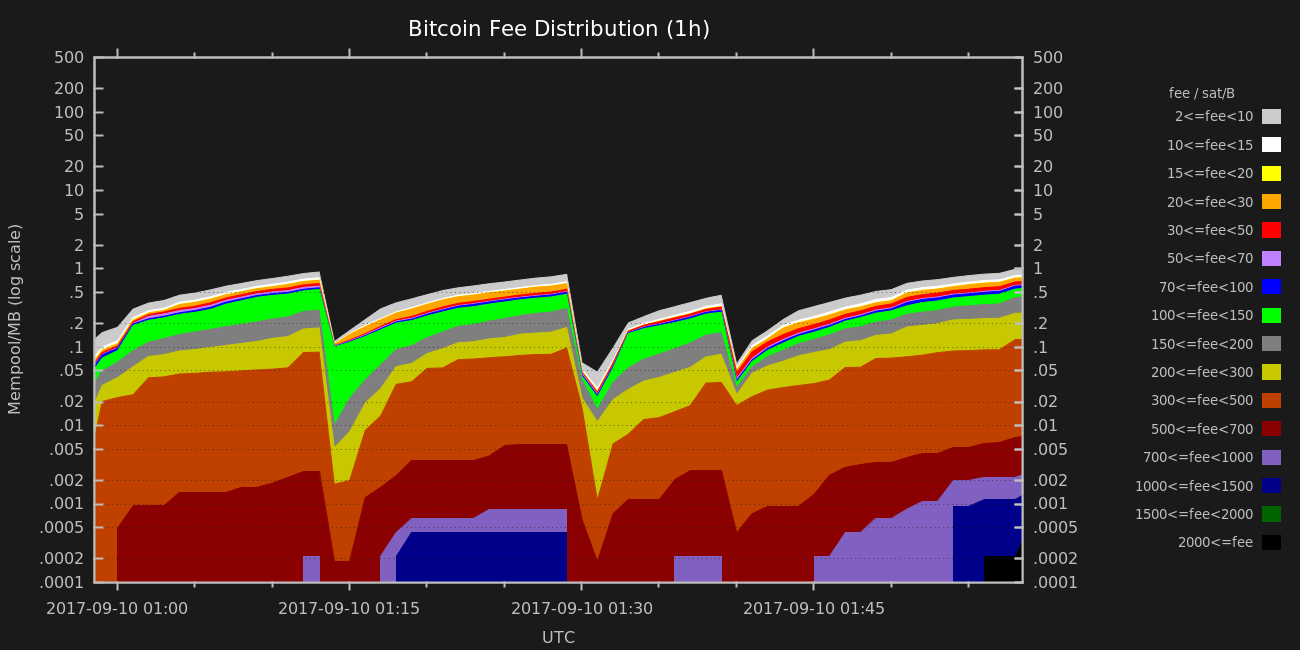 Bitcoin Fee Distribution (1h)
500
200
100
50
20
10
5
2
1
.5
.2
.1
.05
.02
.01
.005
.002
.001
.0005
.0002
.0001
Mempool/MB (log scale)
500
200
100
50
20
10
5
2
1
.5
.2
.1
.05
.02
.01
.005
.002
.001
.0005
.0002
.0001
2017-09-10 01:00
2017-09-10 01:15
2017-09-10 01:30
2017-09-10 01:45
UTC
fee / sat/B
2<=fee<10
10<=fee<15
15<=fee<20
20<=fee<30
30<=fee<50
50<=fee<70
70<=fee<100
100<=fee<150
150<=fee<200
200<=fee<300
300<=fee<500
500<=fee<700
700<=fee<1000
1000<=fee<1500
1500<=fee<2000
2000<=fee